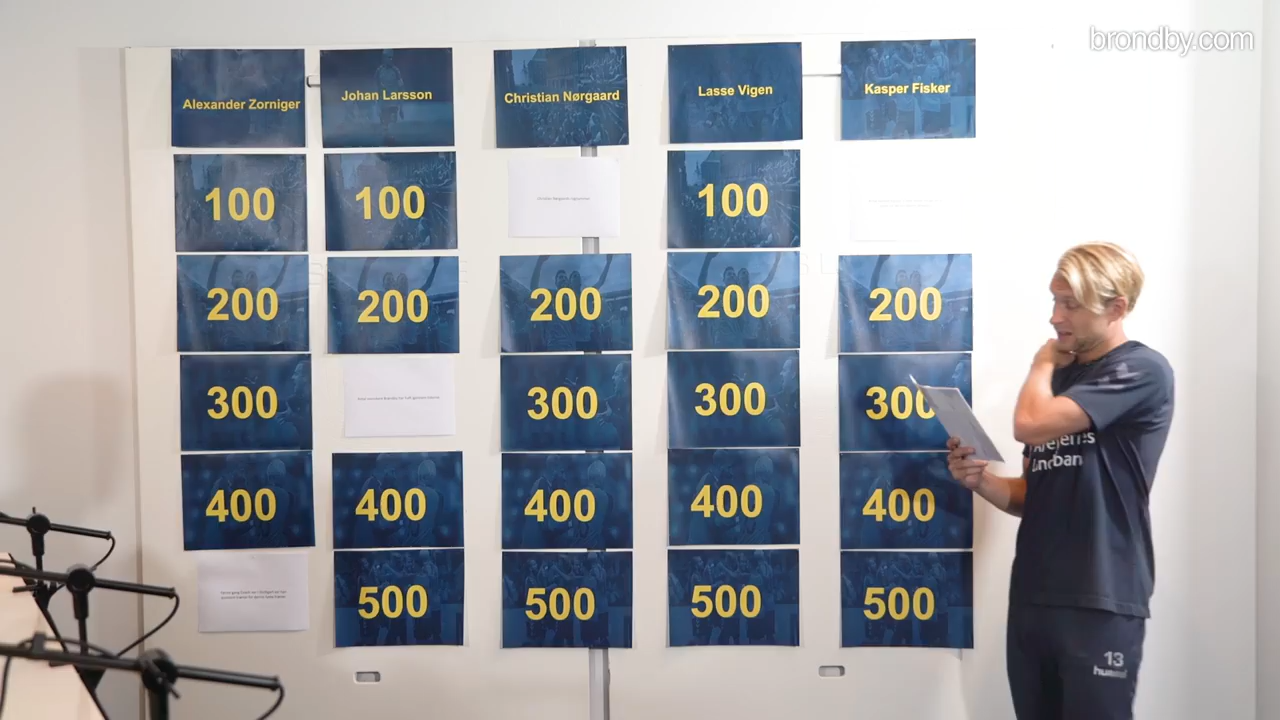 brondby.com
Alexander Zorniger
Johan Larsson
Christian Nørgaard
Lasse Vigen
Kasper Fisker
100
100
100
200
200
200
200
200
300
300
300
300
400
400
400
400
400
500
500
500
500
Arbejdernes
Landsbank
13
hummel